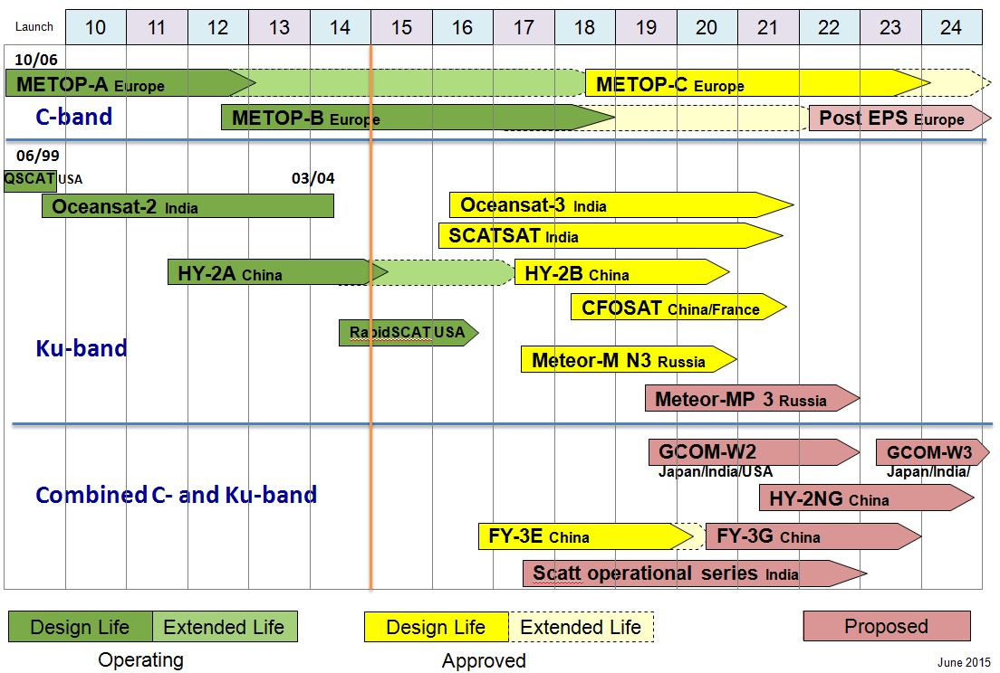 Launch 10 11 12 13 14 15 16 17 18 19 20 21 22 23 24
10/06
METOP-A Europe METOP-C Europe
C-band METOP-B Europe Post EPS Europe
06/99
QSCAT USA 03/04
Oceansat-2 India Oceansat-3 India
SCATSAT India
HY-2A China HY-2B China
CFOSAT China/France
RapidSCAT USA
Ku-band
Meteor-M N3 Russia
Meteor-MP 3 Russia
GCOM-W2 GCOM-W3
Japan/India/USA Japan/India/
Combined C- and Ku-band HY-2NG China
FY-3E China FY-3G China
Scatt operational series India
Design Life Extended Life Design Life Extended Life Proposed
Operating Approved
June 2015